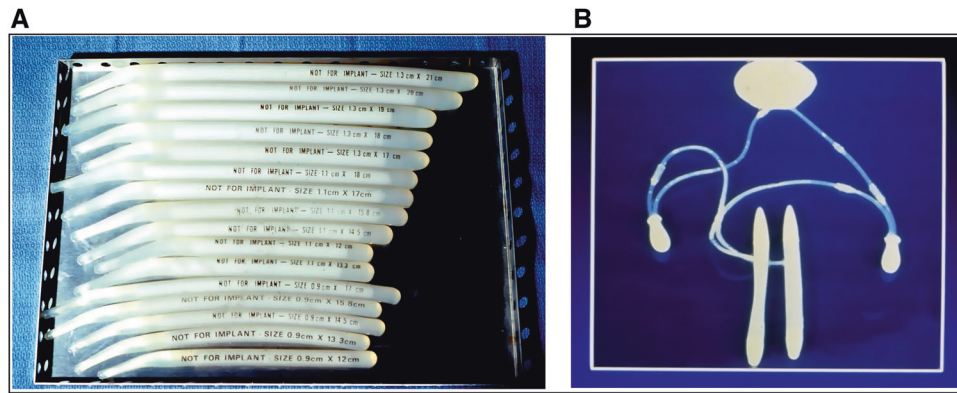 A
B
NOT FOR IMPLANT — SIZE 1.3 cm X 21 cm
NOT FOR IMPLANT — SIZE 1.3 cm X 20 cm
NOT FOR IMPLANT — SIZE 1.3 cm X 19 cm
NOT FOR IMPLANT — SIZE 1.3 cm X 18 cm
NOT FOR IMPLANT — SIZE 1.3 cm X 17 cm
NOT FOR IMPLANT — SIZE 1.1 cm X 18 cm
NOT FOR IMPLANT - SIZE 1.1cm X 17cm
NOT FOR IMPLANT — SIZE 1.1 cm X 15.8 cm
NOT FOR IMPLANT — SIZE 1.1 cm X 14.5 cm
NOT FOR IMPLANT — SIZE 1.1 cm X 12 cm
NOT FOR IMPLANT — SIZE 1.1 cm X 13.3 cm
NOT FOR IMPLANT — SIZE 0.9 cm X 17 cm
NOT FOR IMPLANT - SIZE 0.9cm X 15.8cm
NOT FOR IMPLANT — SIZE 0.9 cm X 14.5 cm
NOT FOR IMPLANT - SIZE 0.9cm X 13.3cm
NOT FOR IMPLANT - SIZE 0.9cm X 12cm